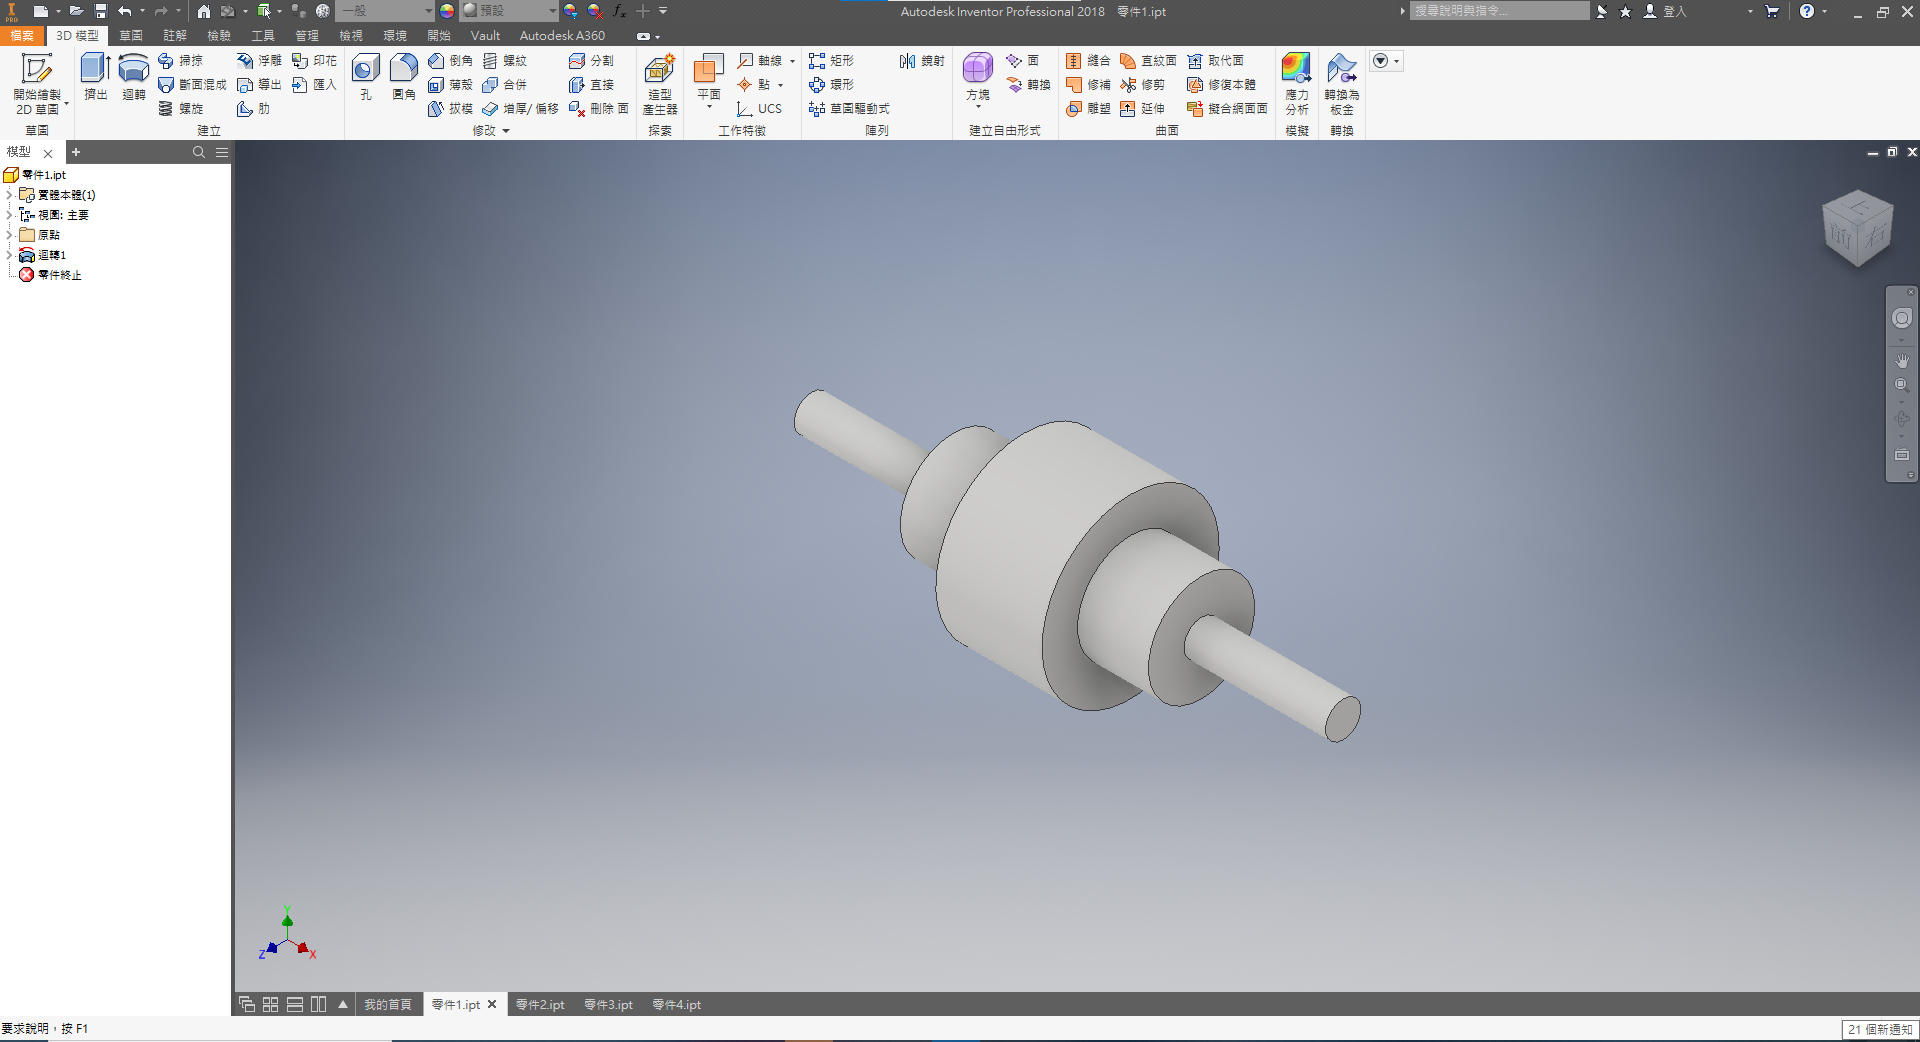 一般
預設
Autodesk Inventor Professional 2018 零件1.ipt
搜尋說明與指令...
登入
PRO
檔案 3D 模型 草圖 註解 檢驗 工具 管理 檢視 環境 開始 Vault Autodesk A360
開始繪製
2D 草圖
草圖
擠出 迴轉
掃掠 浮雕 印花
斷面混成 導出 匯入
螺旋 肋
建立
孔 圓角
倒角 螺紋 分割
薄殼 合併 直接
拔模 增厚/ 偏移 刪除 面
修改
造型
產生器
探索
平面
軸線
點
UCS
工作特徵
矩形 鏡射
環形
草圖驅動式
陣列
方塊
面
轉換
建立自由形式
縫合 直紋面 取代面
修補 修剪 修復本體
雕塑 延伸 擬合網面面
曲面
應力
分析
模擬
轉換為
板金
轉換
模型
零件1.ipt
實體本體(1)
視圖: 主要
原點
迴轉1
零件終止
上
前 右
Y
Z X
我的首頁 零件1.ipt 零件2.ipt 零件3.ipt 零件4.ipt
要求說明，按 F1
21 個新通知